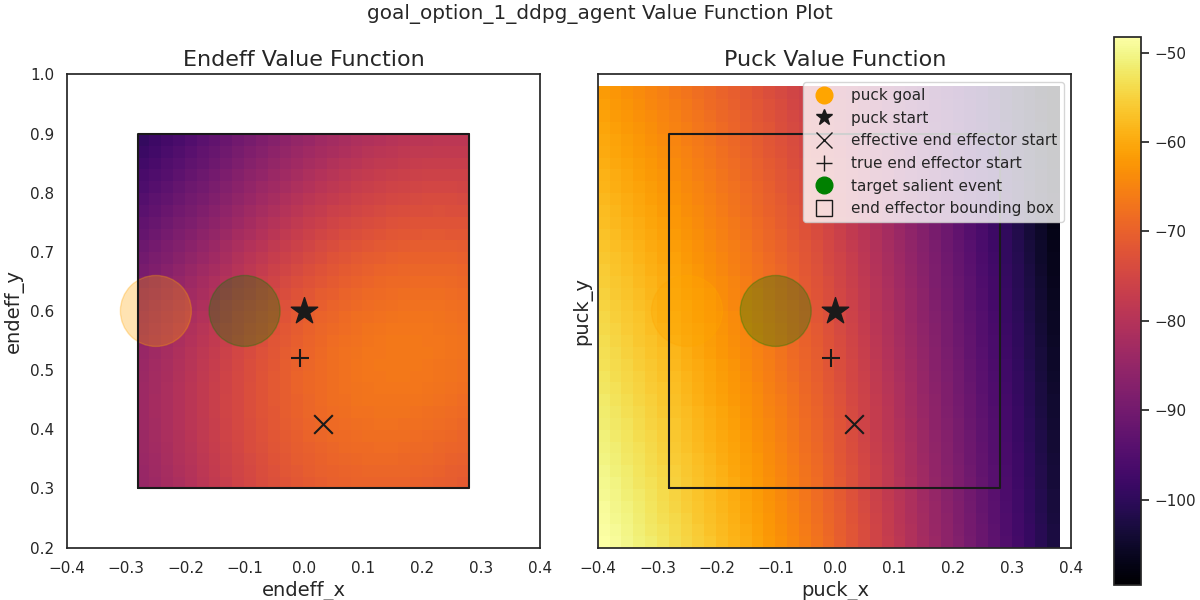 goal_option_1_ddpg_agent Value Function Plot
Endeff Value Function
endeff_y
1.0
0.9
0.8
0.7
0.6
0.5
0.4
0.3
0.2
−0.4 −0.3 −0.2 −0.1 0.0 0.1 0.2 0.3 0.4
endeff_x
Puck Value Function
puck_y
puck goal
puck start
effective end effector start
true end effector start
target salient event
end effector bounding box
−0.4 −0.3 −0.2 −0.1 0.0 0.1 0.2 0.3 0.4
puck_x
−50
−60
−70
−80
−90
−100